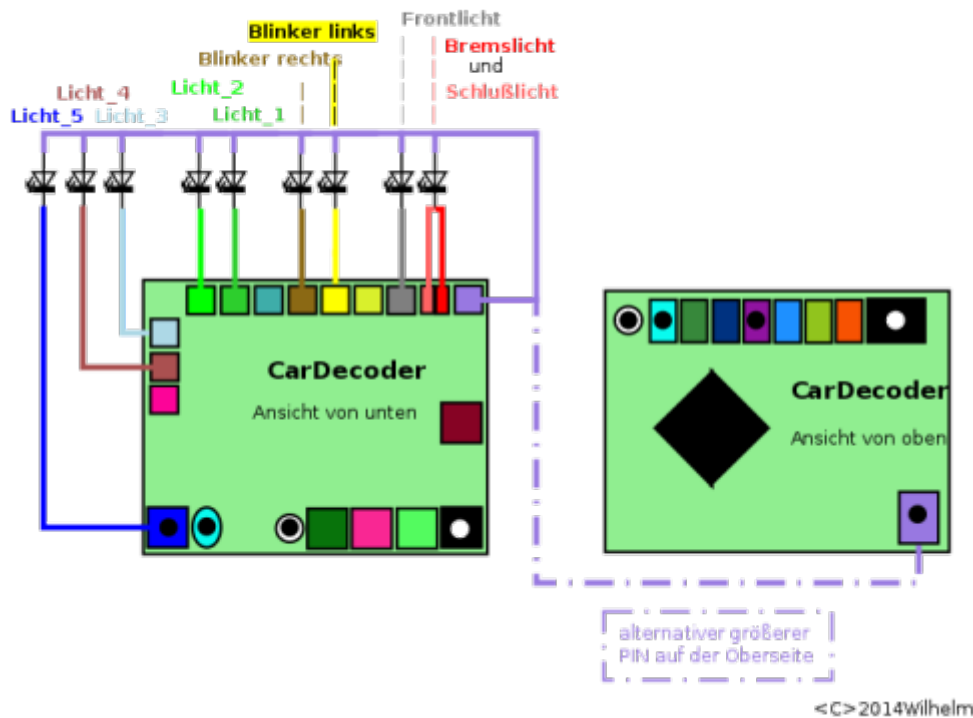 Frontlicht
Blinker links
Bremslicht
und
Blinker rechts
Schlußlicht
Licht_2
Licht_4
Licht_5
Licht_3
Licht_1
CarDecoder
Ansicht von unten
CarDecoder
Ansicht von oben
alternativer größerer
PIN auf der Oberseite
<C>2014Wilhelm